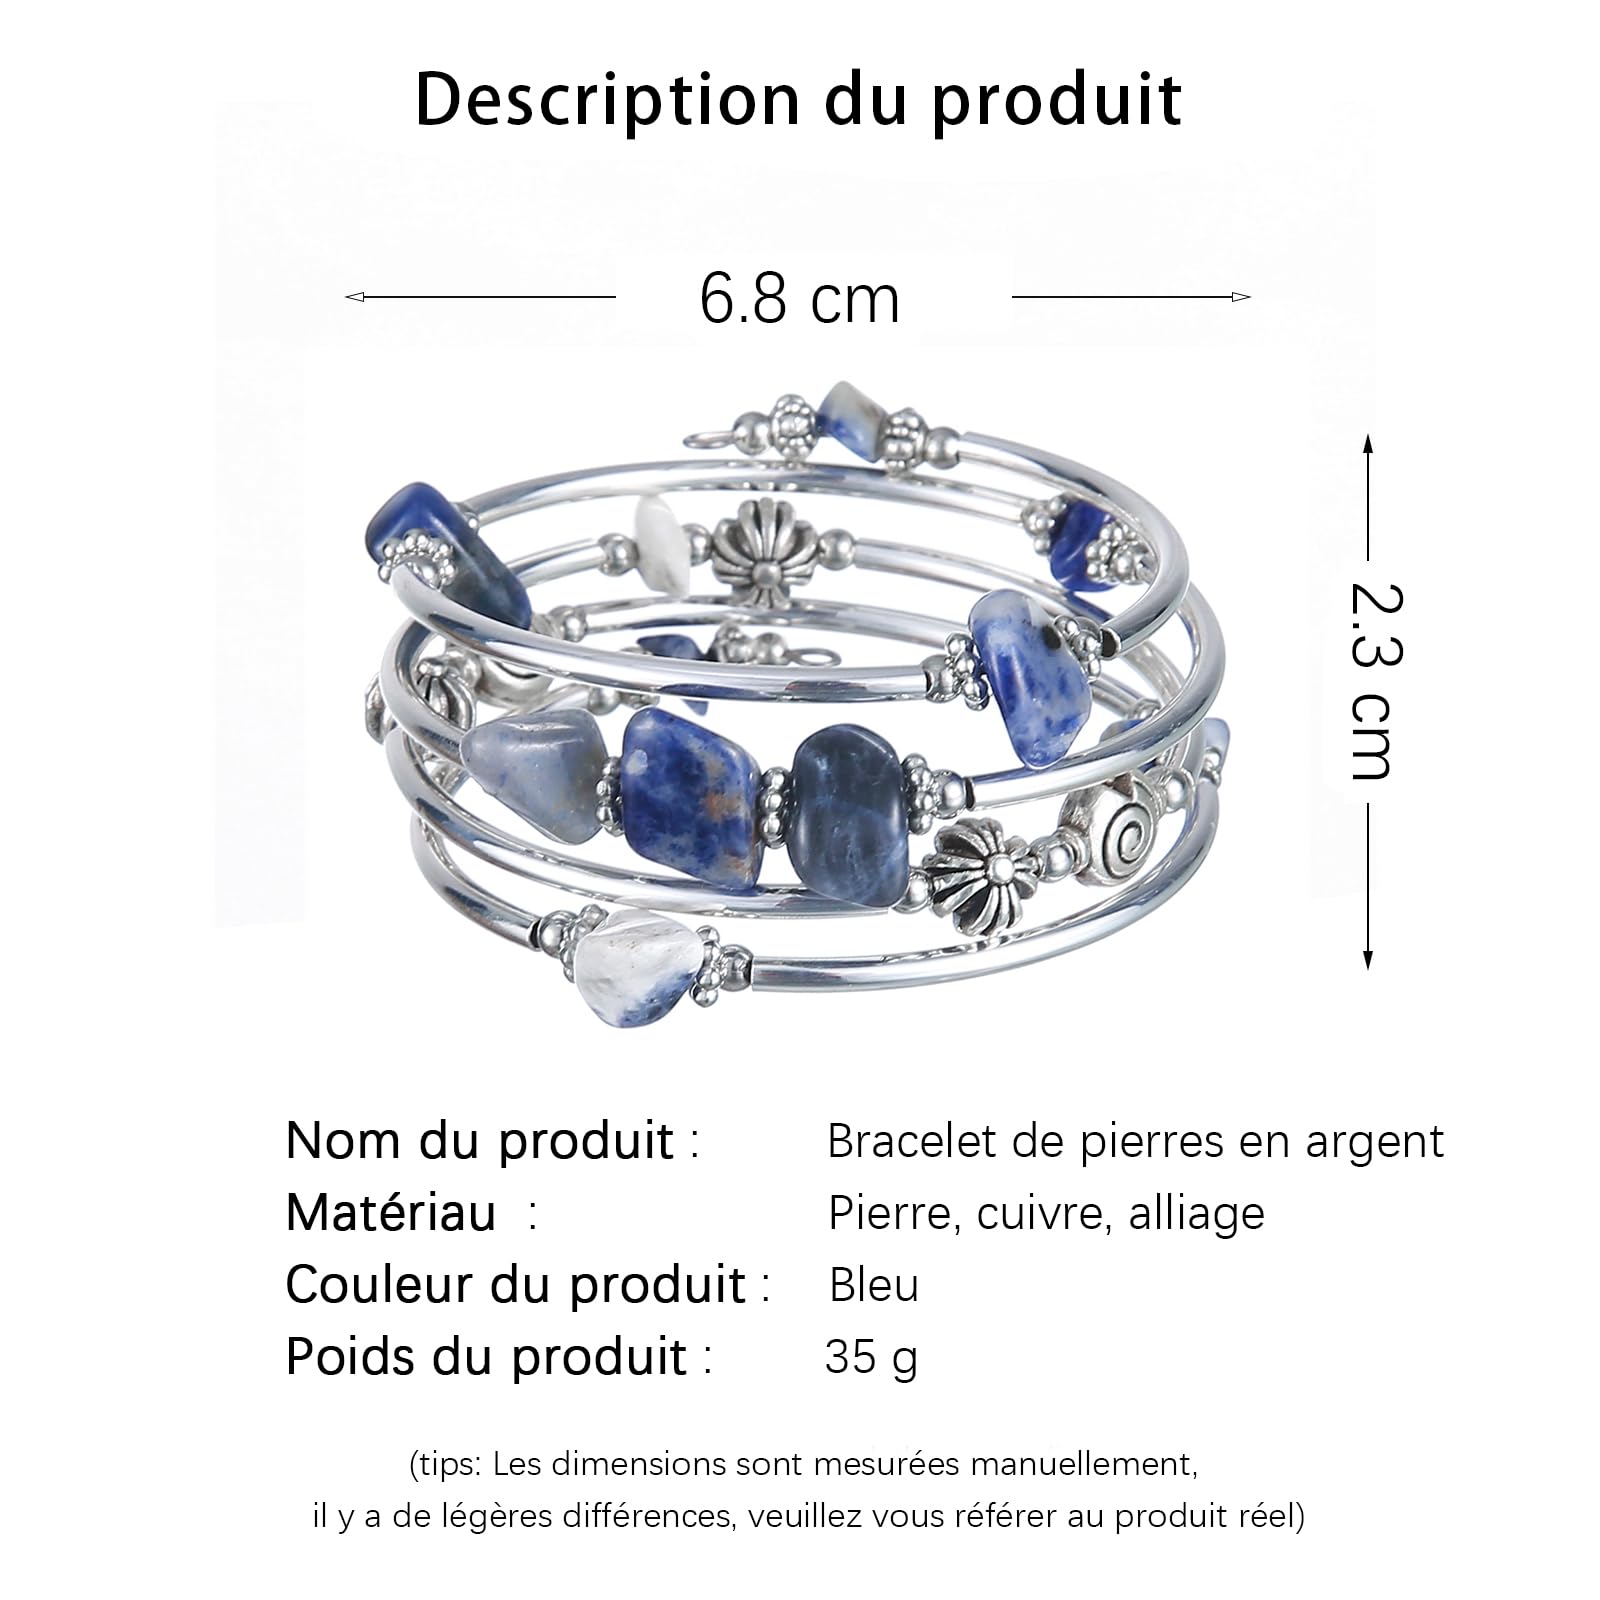 Description du produit
6.8 cm
2.3 cm
Nom du produit : Bracelet de pierres en argent
Matériau : Pierre, cuivre, alliage
Couleur du produit : Bleu
Poids du produit : 35 g
(tips: Les dimensions sont mesurées manuellement,
il y a de légères différences, veuillez vous référer au produit réel)